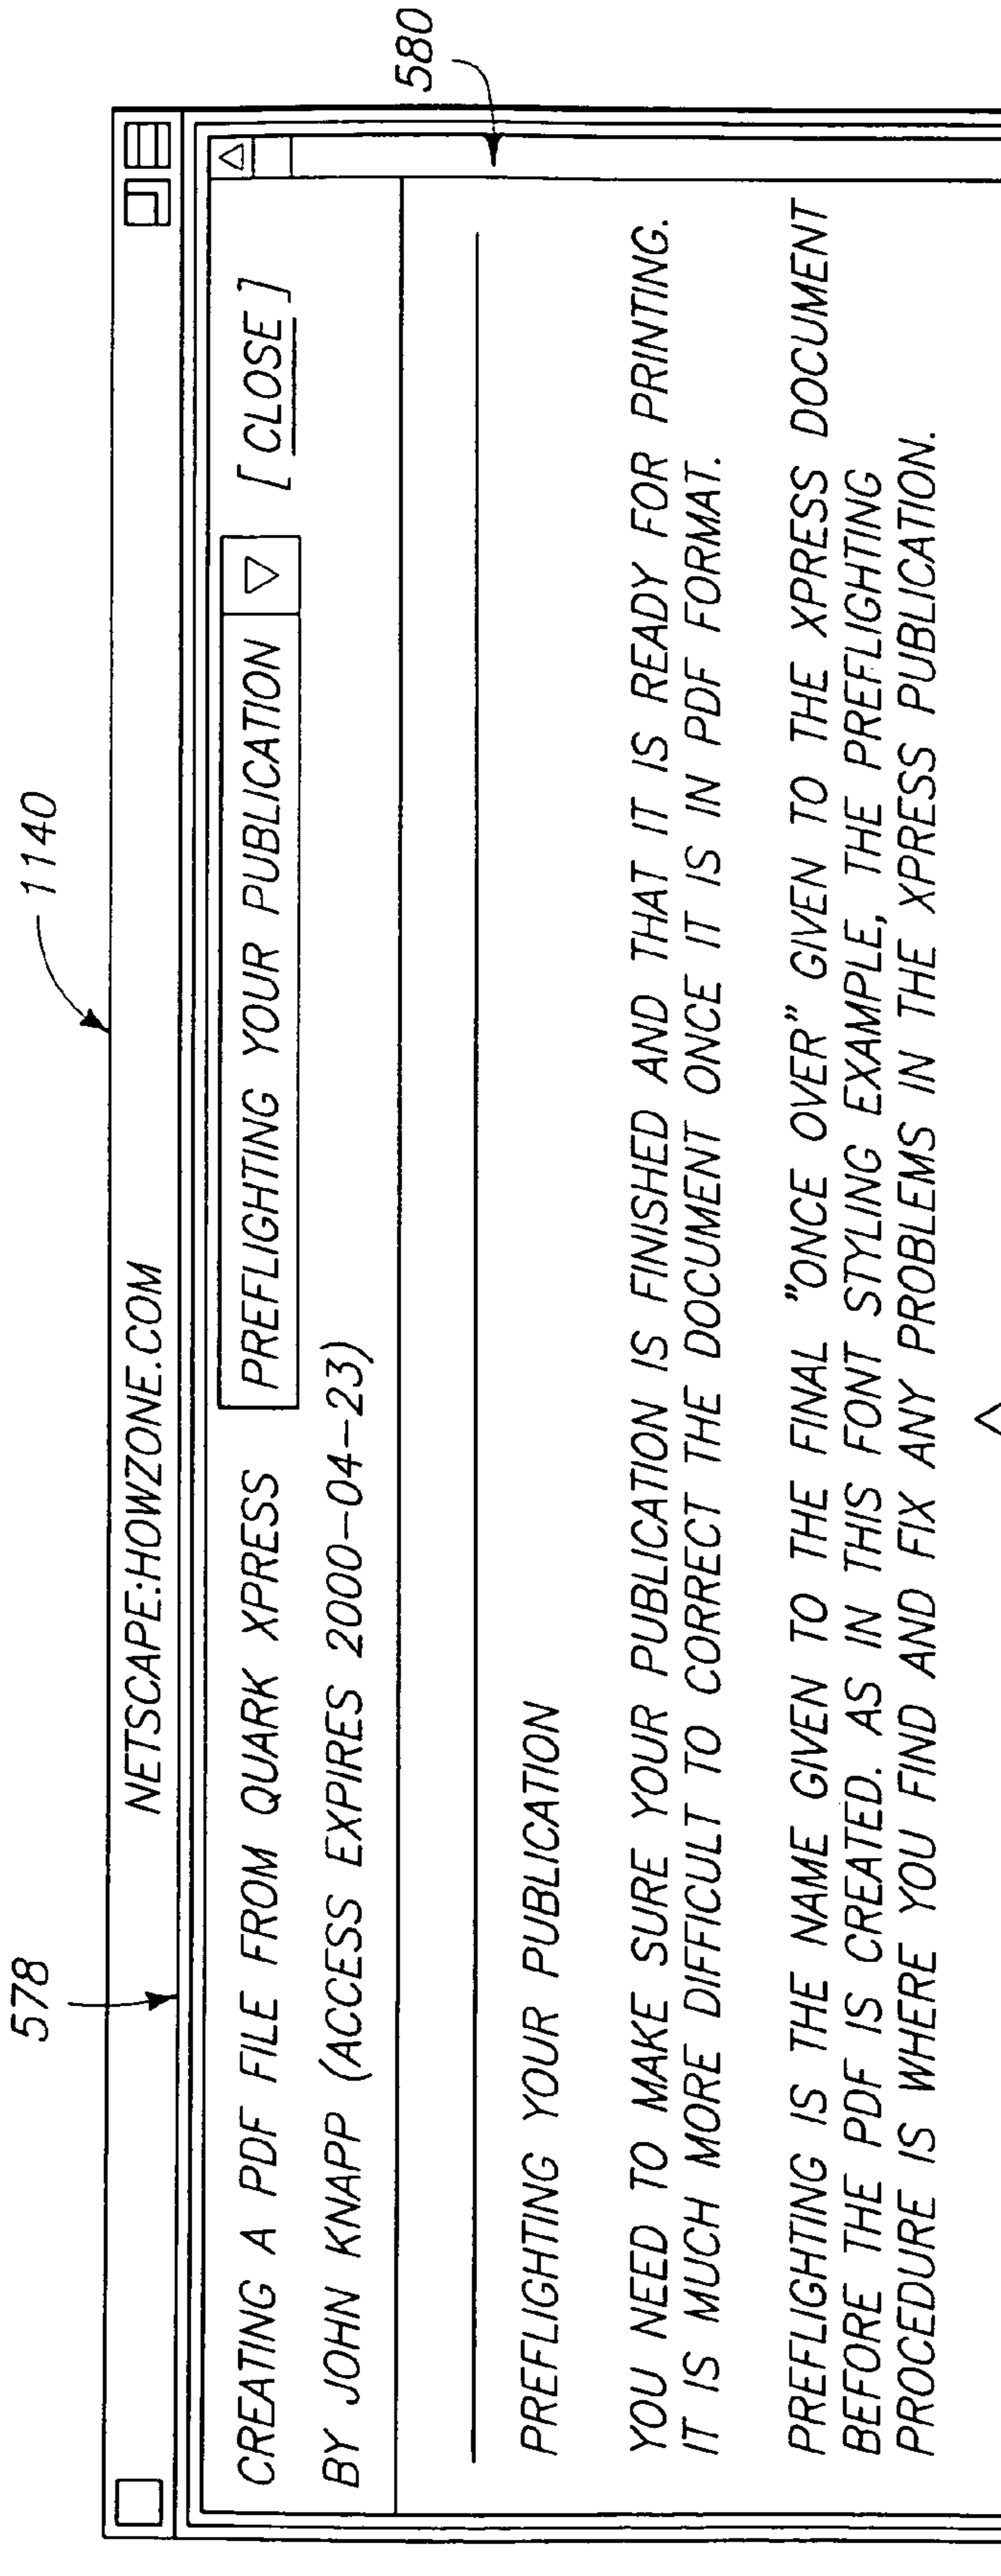 578
1140
NETSCAPE:HOWZONE.COM
580
CREATING A PDF FILE FROM QUARK XPRESS PREFLIGHTING YOUR PUBLICATION [ CLOSE ]
BY JOHN KNAPP (ACCESS EXPIRES 2000-04-23)
PREFLIGHTING YOUR PUBLICATION
YOU NEED TO MAKE SURE YOUR PUBLICATION IS FINISHED AND THAT IT IS READY FOR PRINTING.
IT IS MUCH MORE DIFFICULT TO CORRECT THE DOCUMENT ONCE IT IS IN PDF FORMAT.
PREFLIGHTING IS THE NAME GIVEN TO THE FINAL "ONCE OVER" GIVEN TO THE XPRESS DOCUMENT
BEFORE THE PDF IS CREATED. AS IN THIS FONT STYLING EXAMPLE, THE PREFLIGHTING
PROCEDURE IS WHERE YOU FIND AND FIX ANY PROBLEMS IN THE XPRESS PUBLICATION.